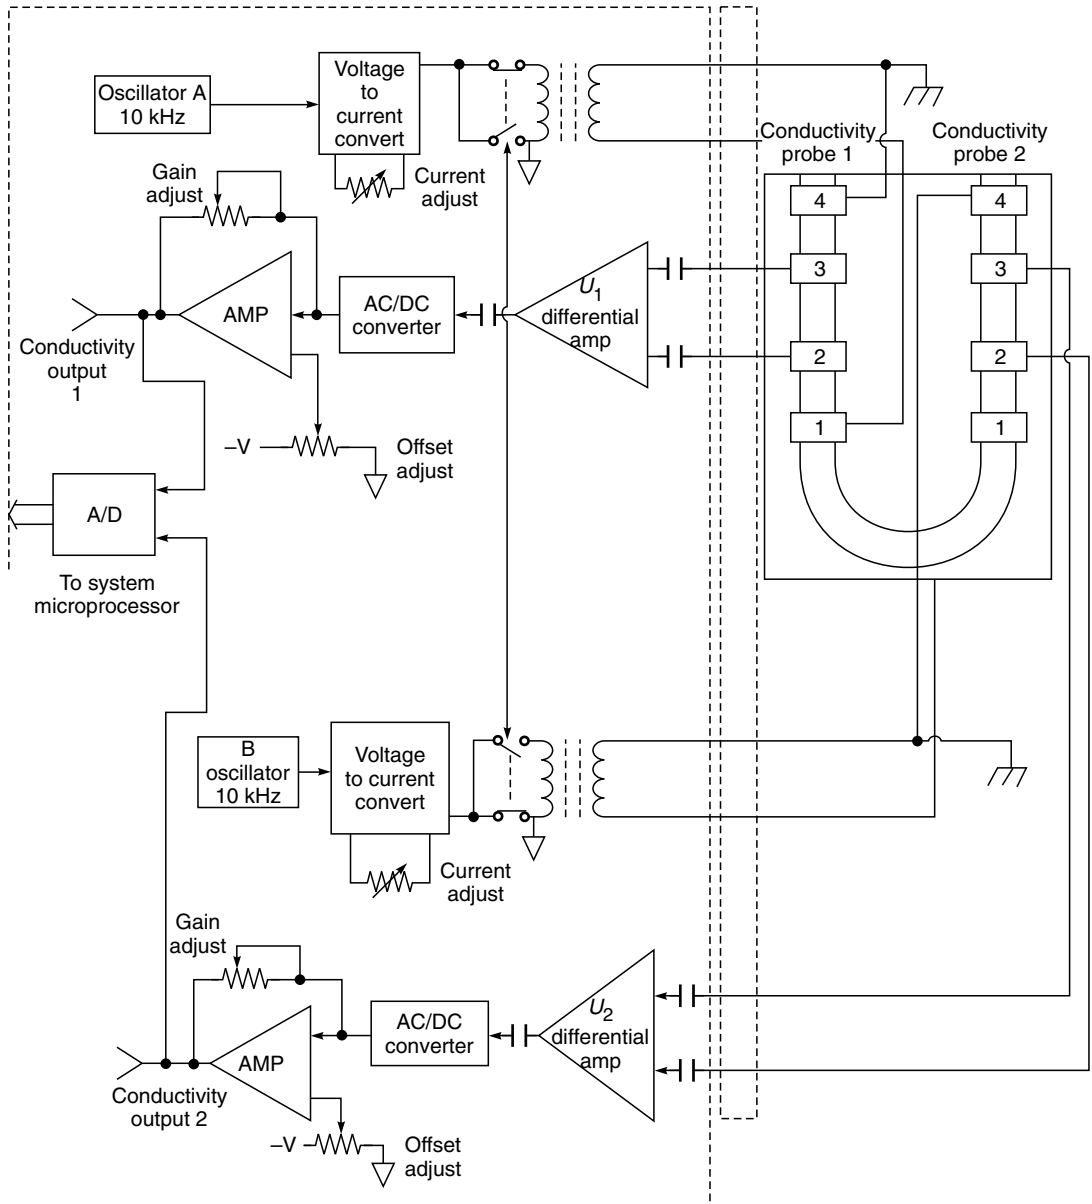 Oscillator A
10 kHz
Voltage
to
current
convert
Current
adjust
Gain
adjust
AMP
AC/DC
converter
U1
differential
amp
Conductivity
output
1
–V
Offset
adjust
A/D
To system
microprocessor
Conductivity
probe 1
Conductivity
probe 2
4
3
2
1
4
3
2
1
B
oscillator
10 kHz
Voltage
to current
convert
Current
adjust
Gain
adjust
AMP
AC/DC
converter
U2
differential
amp
Conductivity
output 2
–V
Offset
adjust